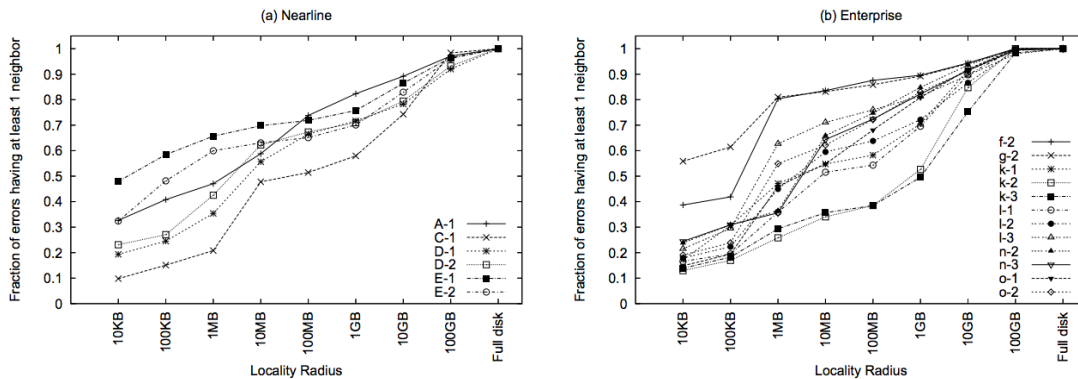 (a) Nearline
Fraction of errors having at least 1 neighbor
1
0.9
0.8
0.7
0.6
0.5
0.4
0.3
0.2
0.1
0
A-1
C-1
D-1
D-2
E-1
E-2
10KB
100KB
1MB
10MB
100MB
1GB
10GB
100GB
Full disk
Locality Radius
(b) Enterprise
Fraction of errors having at least 1 neighbor
1
0.9
0.8
0.7
0.6
0.5
0.4
0.3
0.2
0.1
0
f-2
g-2
k-1
k-2
k-3
l-1
l-2
l-3
n-2
n-3
o-1
o-2
10KB
100KB
1MB
10MB
100MB
1GB
10GB
100GB
Full disk
Locality Radius